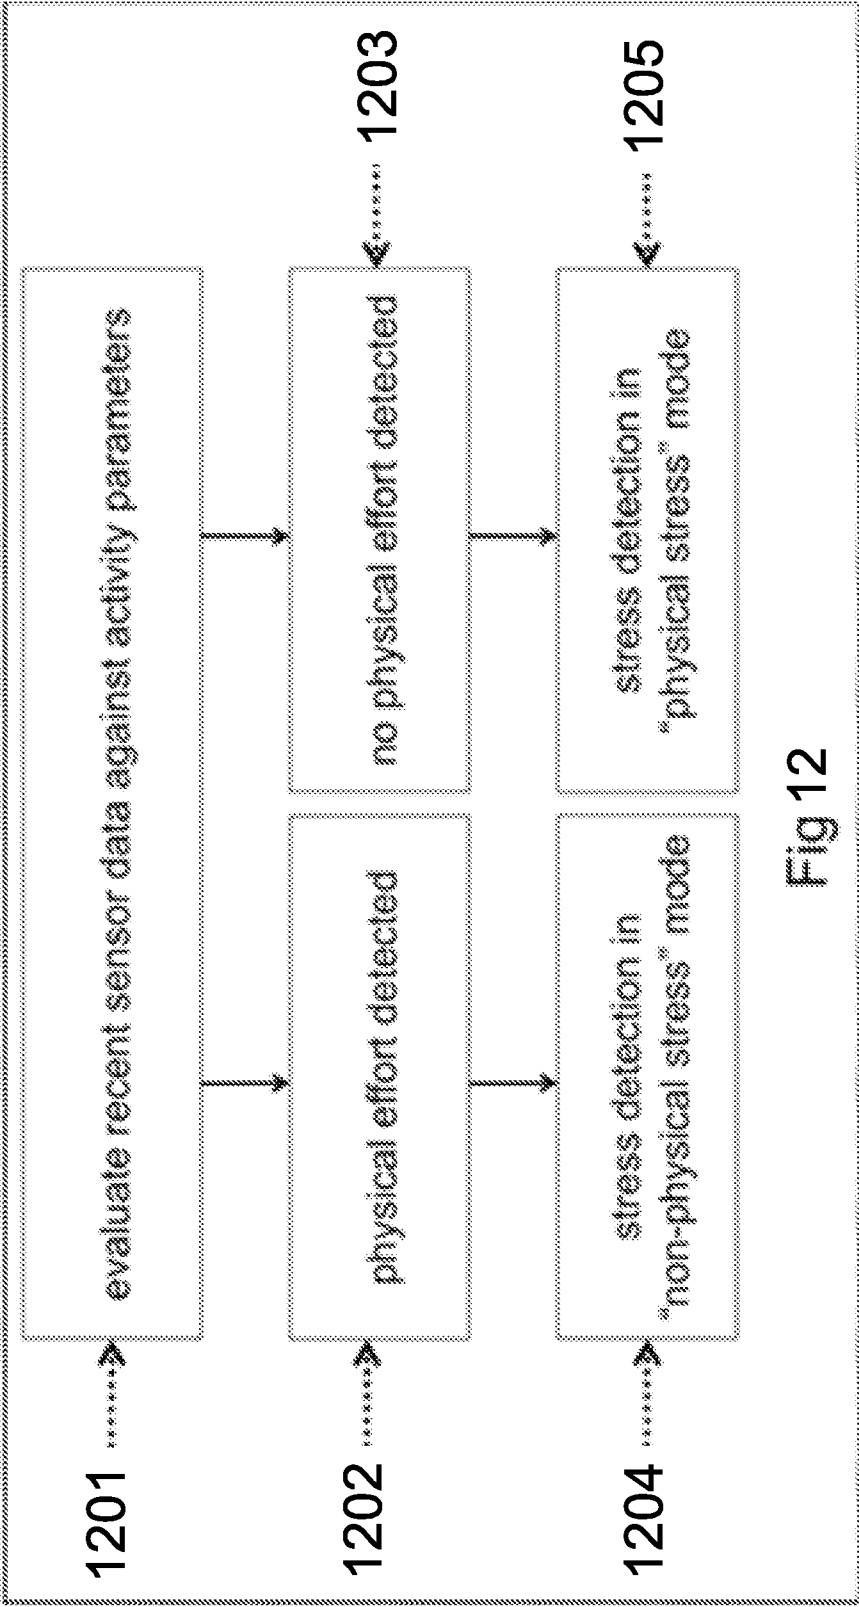 1201
evaluate recent sensor data against activity parameters
1202
physical effort detected
no physical effort detected
1203
1204
stress detection in
"non-physical stress" mode
stress detection in
"physical stress" mode
1205
Fig 12